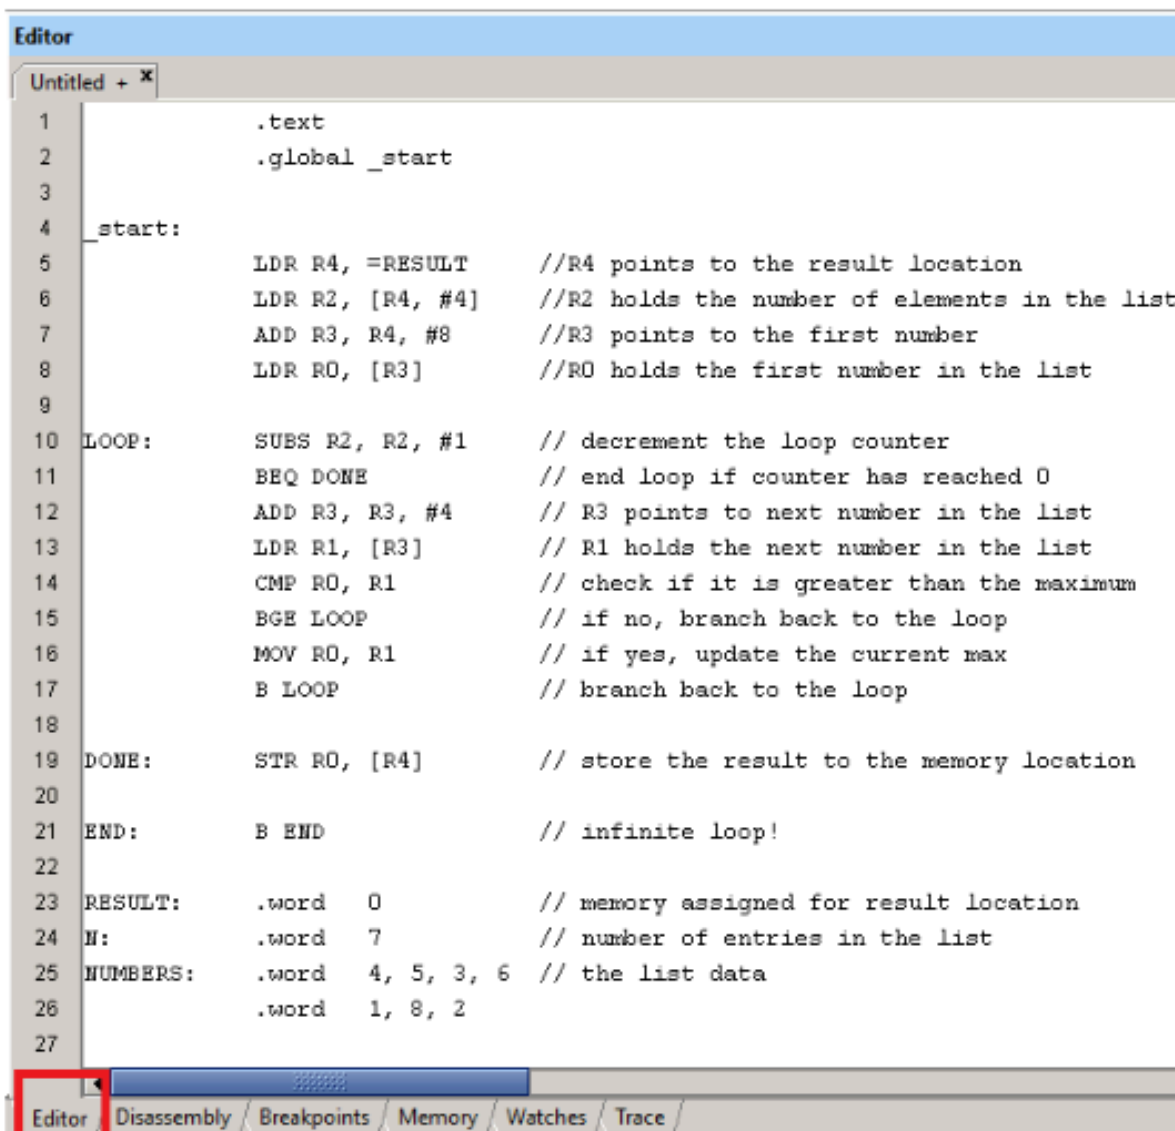 Editor
Untitled + x
1 .text
2 .global _start
3
4 _start:
5 LDR R4, =RESULT //R4 points to the result location
6 LDR R2, [R4, #4] //R2 holds the number of elements in the list
7 ADD R3, R4, #8 //R3 points to the first number
8 LDR R0, [R3] //R0 holds the first number in the list
9
10 LOOP: SUBS R2, R2, #1 // decrement the loop counter
11 BEQ DONE // end loop if counter has reached 0
12 ADD R3, R3, #4 // R3 points to next number in the list
13 LDR R1, [R3] // R1 holds the next number in the list
14 CMP R0, R1 // check if it is greater than the maximum
15 BGE LOOP // if no, branch back to the loop
16 MOV R0, R1 // if yes, update the current max
17 B LOOP // branch back to the loop
18
19 DONE: STR R0, [R4] // store the result to the memory location
20
21 END: B END // infinite loop!
22
23 RESULT: .word 0 // memory assigned for result location
24 N: .word 7 // number of entries in the list
25 NUMBERS: .word 4, 5, 3, 6 // the list data
26 .word 1, 8, 2
27
Editor Disassembly Breakpoints Memory Watches Trace